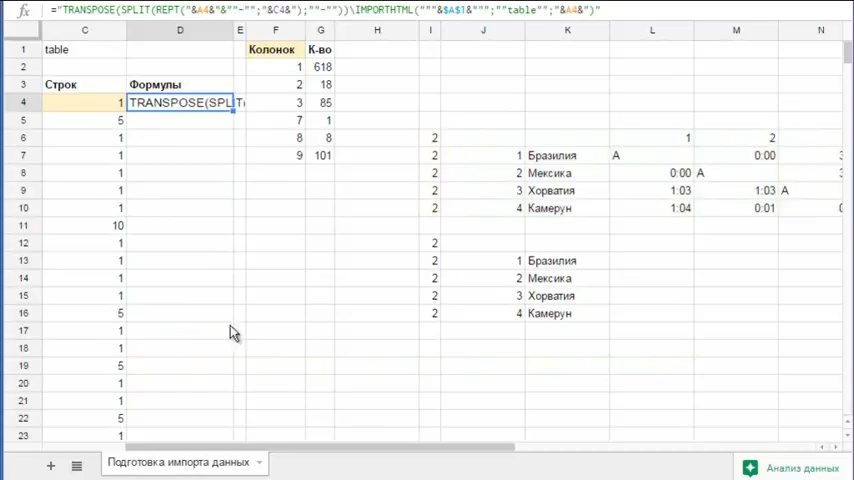 fx ="TRANSPOSE(SPLIT(REPT("&A4&"&""-"";"&C4&");""-""))\IMPORTHTML("""&$A$1&""";""table"";"&A4&")"
C D E F G H I J K L M N
1 table Колонок К-во
2 1 618
3 Строк Формулы 2 18
4 1 TRANSPOSE(SPLIT( 3 85
5 5 7 1
6 1 8 8 2 1 2
7 1 9 101 2 1 Бразилия A 0:00 3
8 1 2 2 Мексика 0:00 A 3
9 1 2 3 Хорватия 1:03 1:03 A
10 1 2 4 Камерун 1:04 0:01 0
11 10
12 1 2
13 1 2 1 Бразилия
14 1 2 2 Мексика
15 1 2 3 Хорватия
16 5 2 4 Камерун
17 1
18 1
19 5
20 1
21 1
22 5
23 1
Подготовка импорта данных
Анализ данных